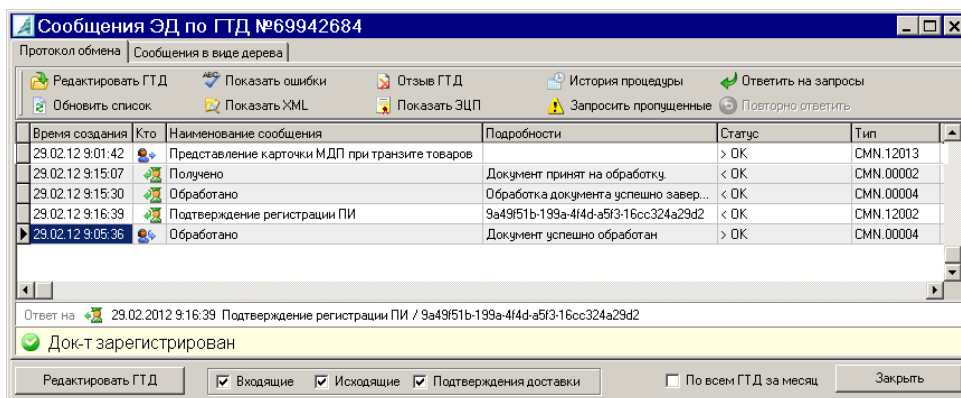 Сообщения ЭД по ГТД №69942684
Протокол обмена Сообщения в виде дерева
Редактировать ГТД Показать ошибки Отзыв ГТД История процедуры Ответить на запросы
Обновить список Показать XML Показать ЭЦП Запросить пропущенные Повторно ответить
Время создания Кто Наименование сообщения Подробности Статус Тип
29.02.12 9:01:42 Представление карточки МДП при транзите товаров > OK CMN.12013
29.02.12 9:15:07 Получено Документ принят на обработку. < OK CMN.00002
29.02.12 9:15:30 Обработано Обработка документа успешно завер... < OK CMN.00004
29.02.12 9:16:39 Подтверждение регистрации ПИ 9a49f51b-199a-4f4d-a5f3-16cc324a29d2 < OK CMN.12002
29.02.12 9:05:36 Обработано Документ успешно обработан > OK CMN.00004
Ответ на 29.02.2012 9:16:39 Подтверждение регистрации ПИ / 9a49f51b-199a-4f4d-a5f3-16cc324a29d2
Док-т зарегистрирован
Редактировать ГТД Входящие Исходящие Подтверждения доставки По всем ГТД за месяц Закрыть